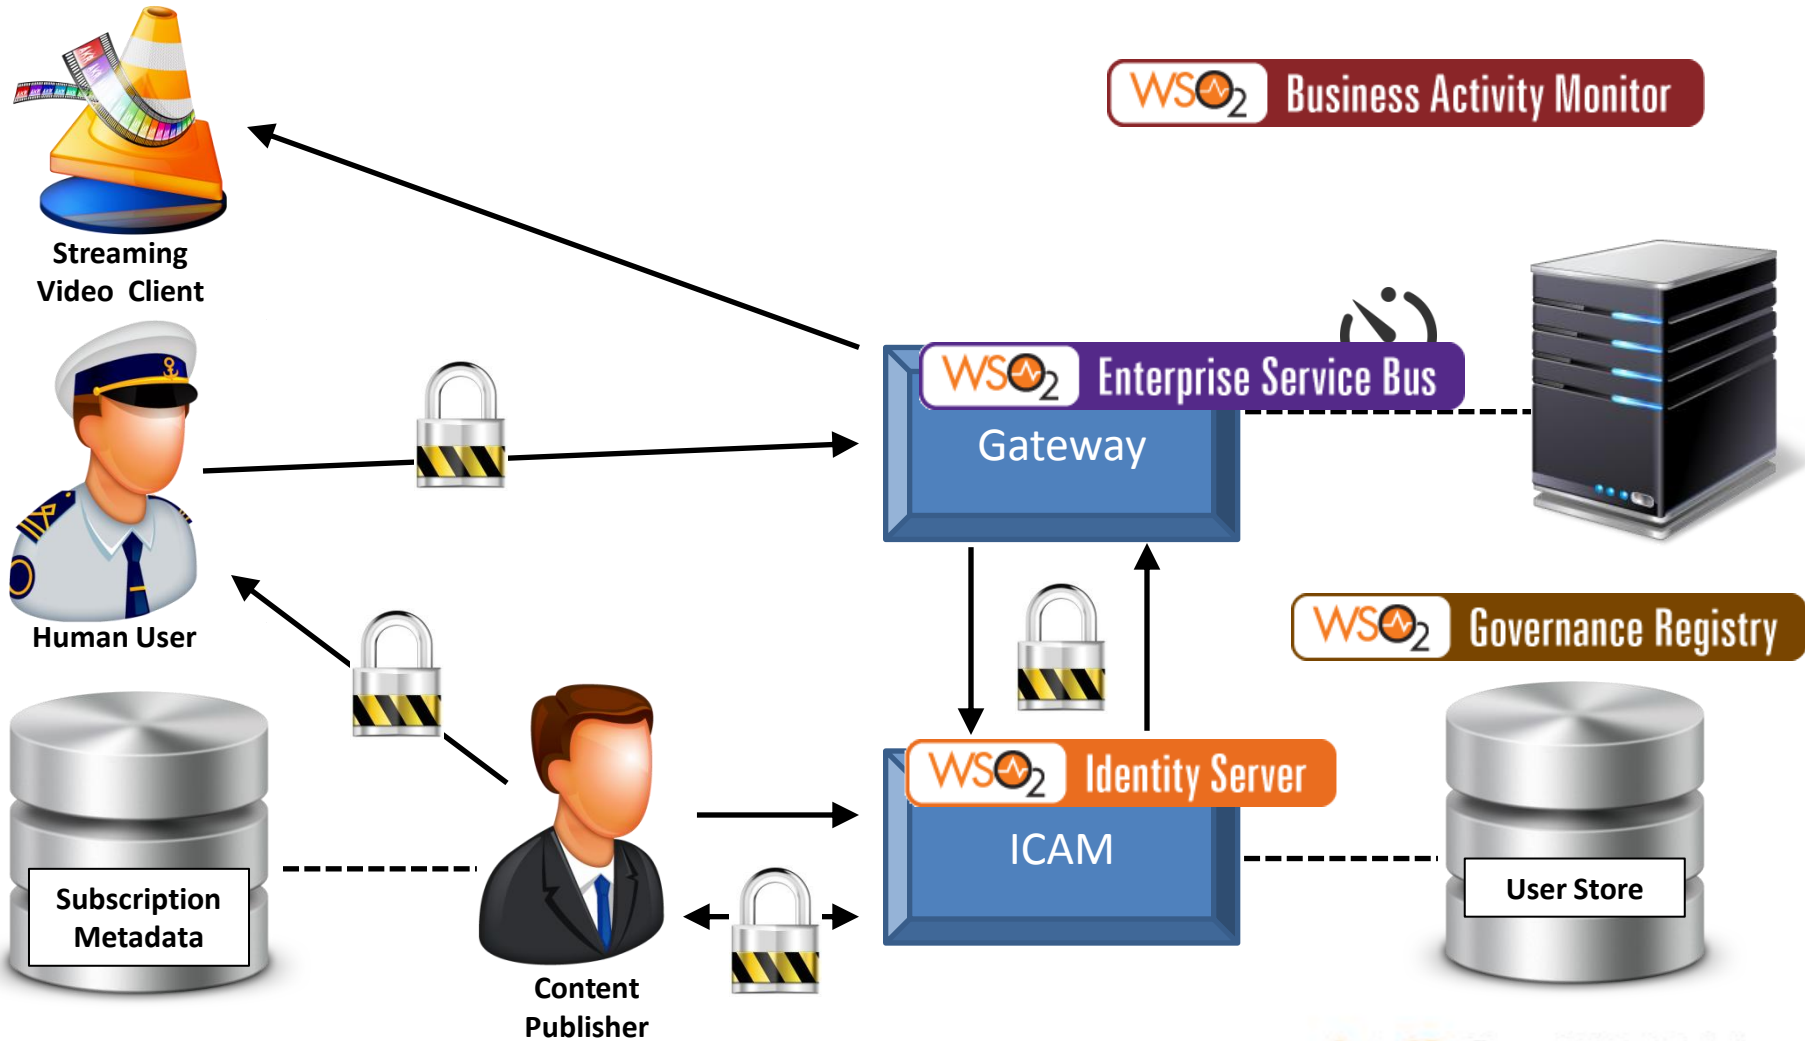 WSO2 Business Activity Monitor
Streaming
Video Client
WSO2 Enterprise Service Bus
Gateway
Human User
WSO2 Governance Registry
WSO2 Identity Server
ICAM
Subscription
Metadata
User Store
Content
Publisher